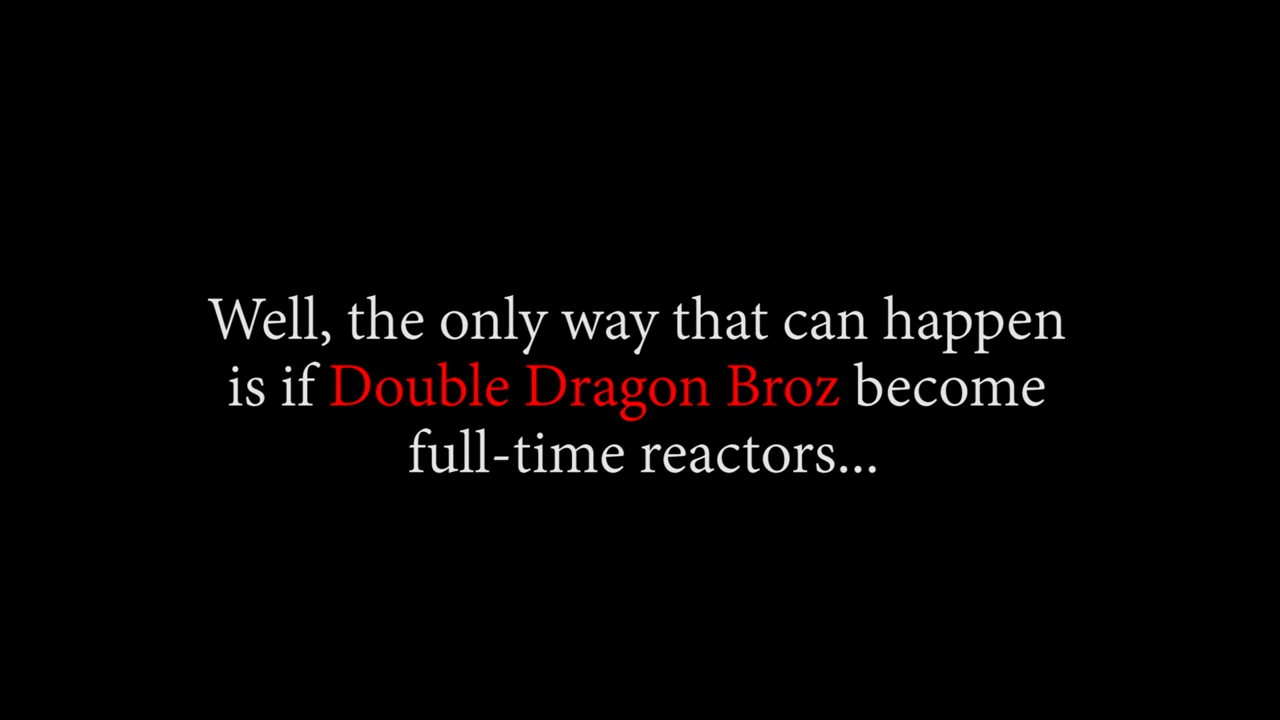 Well, the only way that can happen
is if Double Dragon Broz become
full-time reactors...